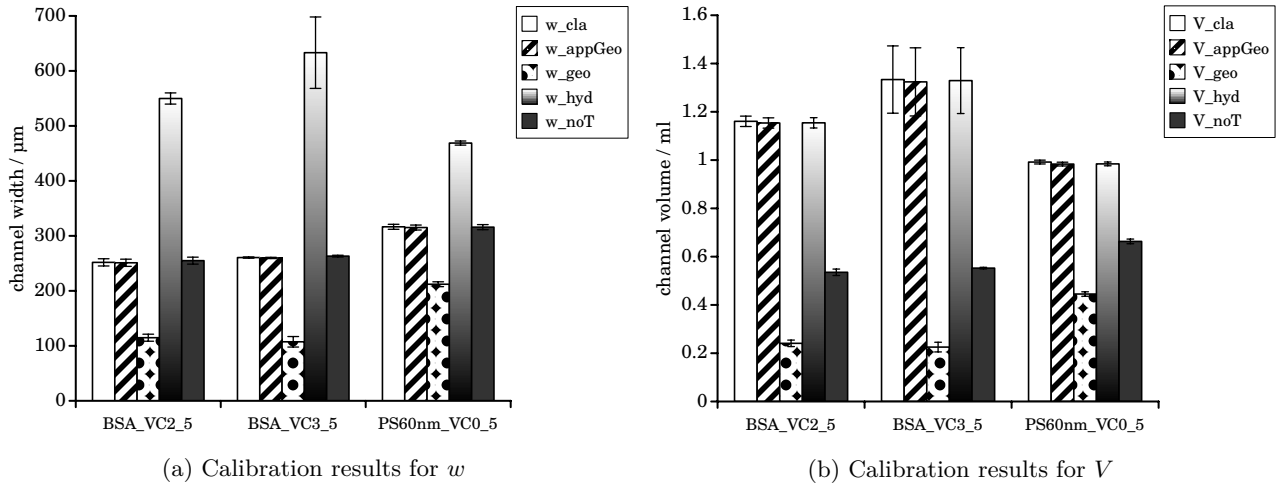 700
600
500
400
300
200
100
0
channel width / μm
BSA_VC2_5
BSA_VC3_5
PS60nm_VC0_5
w_cla
w_appGeo
w_geo
w_hyd
w_noT
(a) Calibration results for w
1.6
1.4
1.2
1
0.8
0.6
0.4
0.2
0
channel volume / ml
BSA_VC2_5
BSA_VC3_5
PS60nm_VC0_5
V_cla
V_appGeo
V_geo
V_hyd
V_noT
(b) Calibration results for V